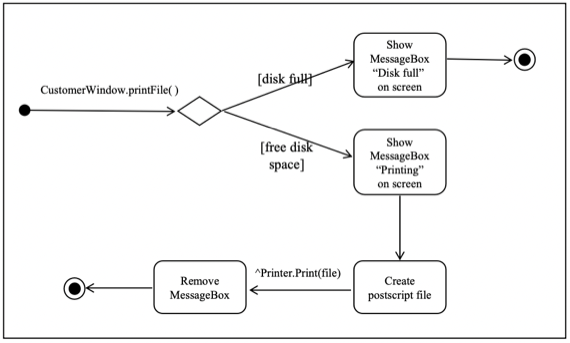 Show
MessageBox
“Disk full”
on screen
CustomerWindow.printFile( )
[disk full]
[free disk
space]
Show
MessageBox
“Printing”
on screen
Create
postscript file
^Printer.Print(file)
Remove
MessageBox